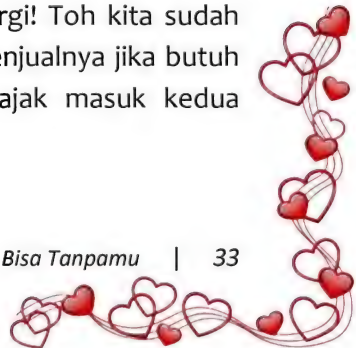 rgi! Toh kita sudah
enjualnya jika butuh
ajak masuk kedua
Bisa Tanpamu | 33